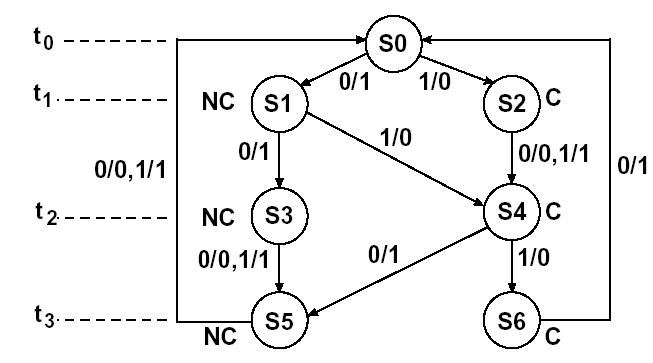 t0
S0
0/1
1/0
t1
NC
S1
S2
C
0/1
1/0
0/0,1/1
0/0,1/1
0/1
t2
NC
S3
S4
C
0/0,1/1
0/1
1/0
t3
S5
S6
NC
C